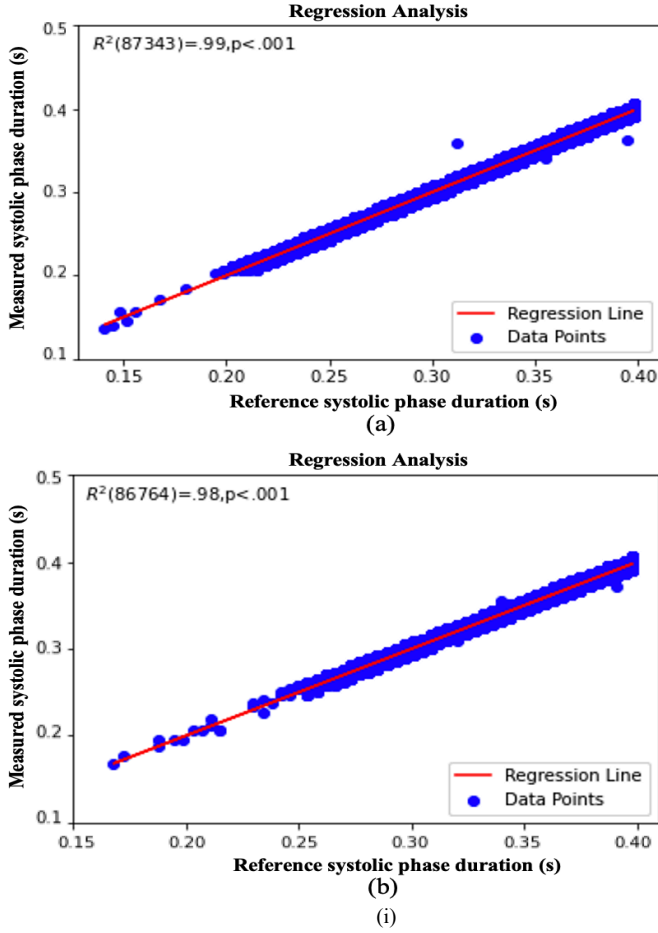 Regression Analysis
R²(87343)=.99,p<.001
Measured systolic phase duration (s)
0.5
0.4
0.3
0.2
0.1
Regression Line
Data Points
0.15 0.20 0.25 0.30 0.35 0.40
Reference systolic phase duration (s)
(a)
Regression Analysis
R²(86764)=.98,p<.001
Measured systolic phase duration (s)
0.5
0.4
0.3
0.2
0.1
Regression Line
Data Points
0.15 0.20 0.25 0.30 0.35 0.40
Reference systolic phase duration (s)
(b)
(i)